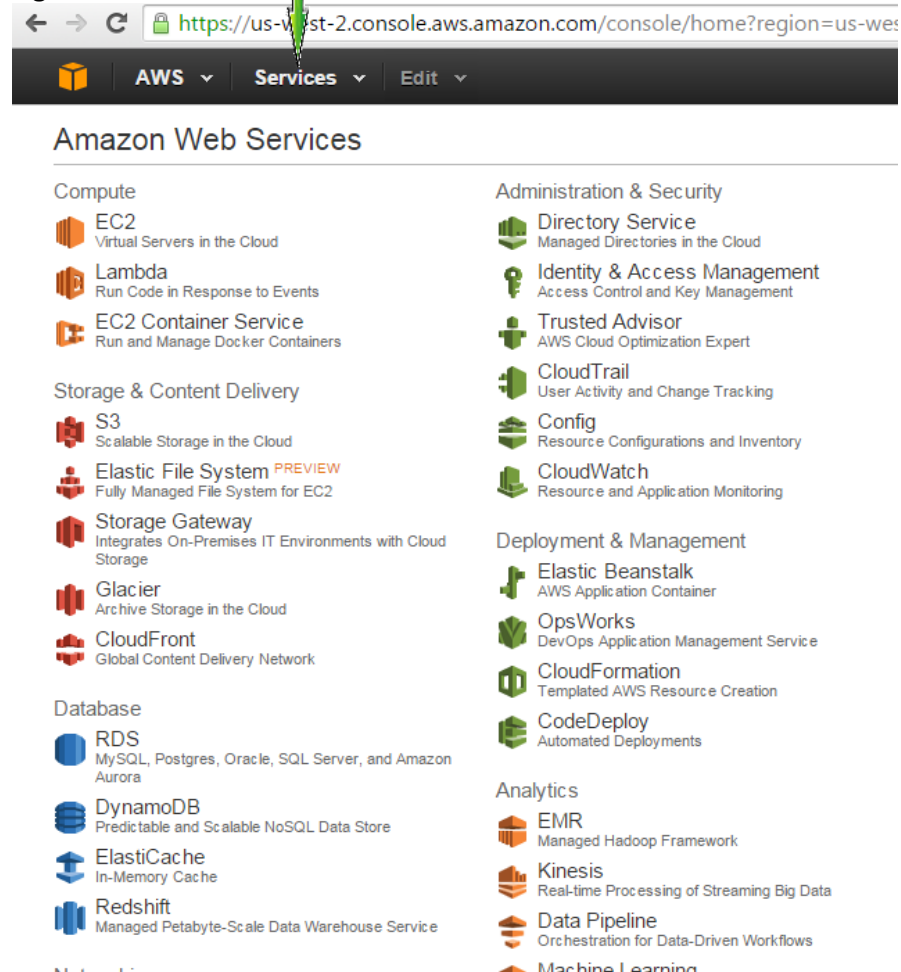 https://us-west-2.console.aws.amazon.com/console/home?region=us-wes
AWS Services Edit
Amazon Web Services
Compute
EC2
Virtual Servers in the Cloud
Lambda
Run Code in Response to Events
EC2 Container Service
Run and Manage Docker Containers
Storage & Content Delivery
S3
Scalable Storage in the Cloud
Elastic File System PREVIEW
Fully Managed File System for EC2
Storage Gateway
Integrates On-Premises IT Environments with Cloud
Storage
Glacier
Archive Storage in the Cloud
CloudFront
Global Content Delivery Network
Database
RDS
MySQL, Postgres, Oracle, SQL Server, and Amazon
Aurora
DynamoDB
Predictable and Scalable NoSQL Data Store
ElastiCache
In-Memory Cache
Redshift
Managed Petabyte-Scale Data Warehouse Service
Administration & Security
Directory Service
Managed Directories in the Cloud
Identity & Access Management
Access Control and Key Management
Trusted Advisor
AWS Cloud Optimization Expert
CloudTrail
User Activity and Change Tracking
Config
Resource Configurations and Inventory
CloudWatch
Resource and Application Monitoring
Deployment & Management
Elastic Beanstalk
AWS Application Container
OpsWorks
DevOps Application Management Service
CloudFormation
Templated AWS Resource Creation
CodeDeploy
Automated Deployments
Analytics
EMR
Managed Hadoop Framework
Kinesis
Real-time Processing of Streaming Big Data
Data Pipeline
Orchestration for Data-Driven Workflows
Machine Learning